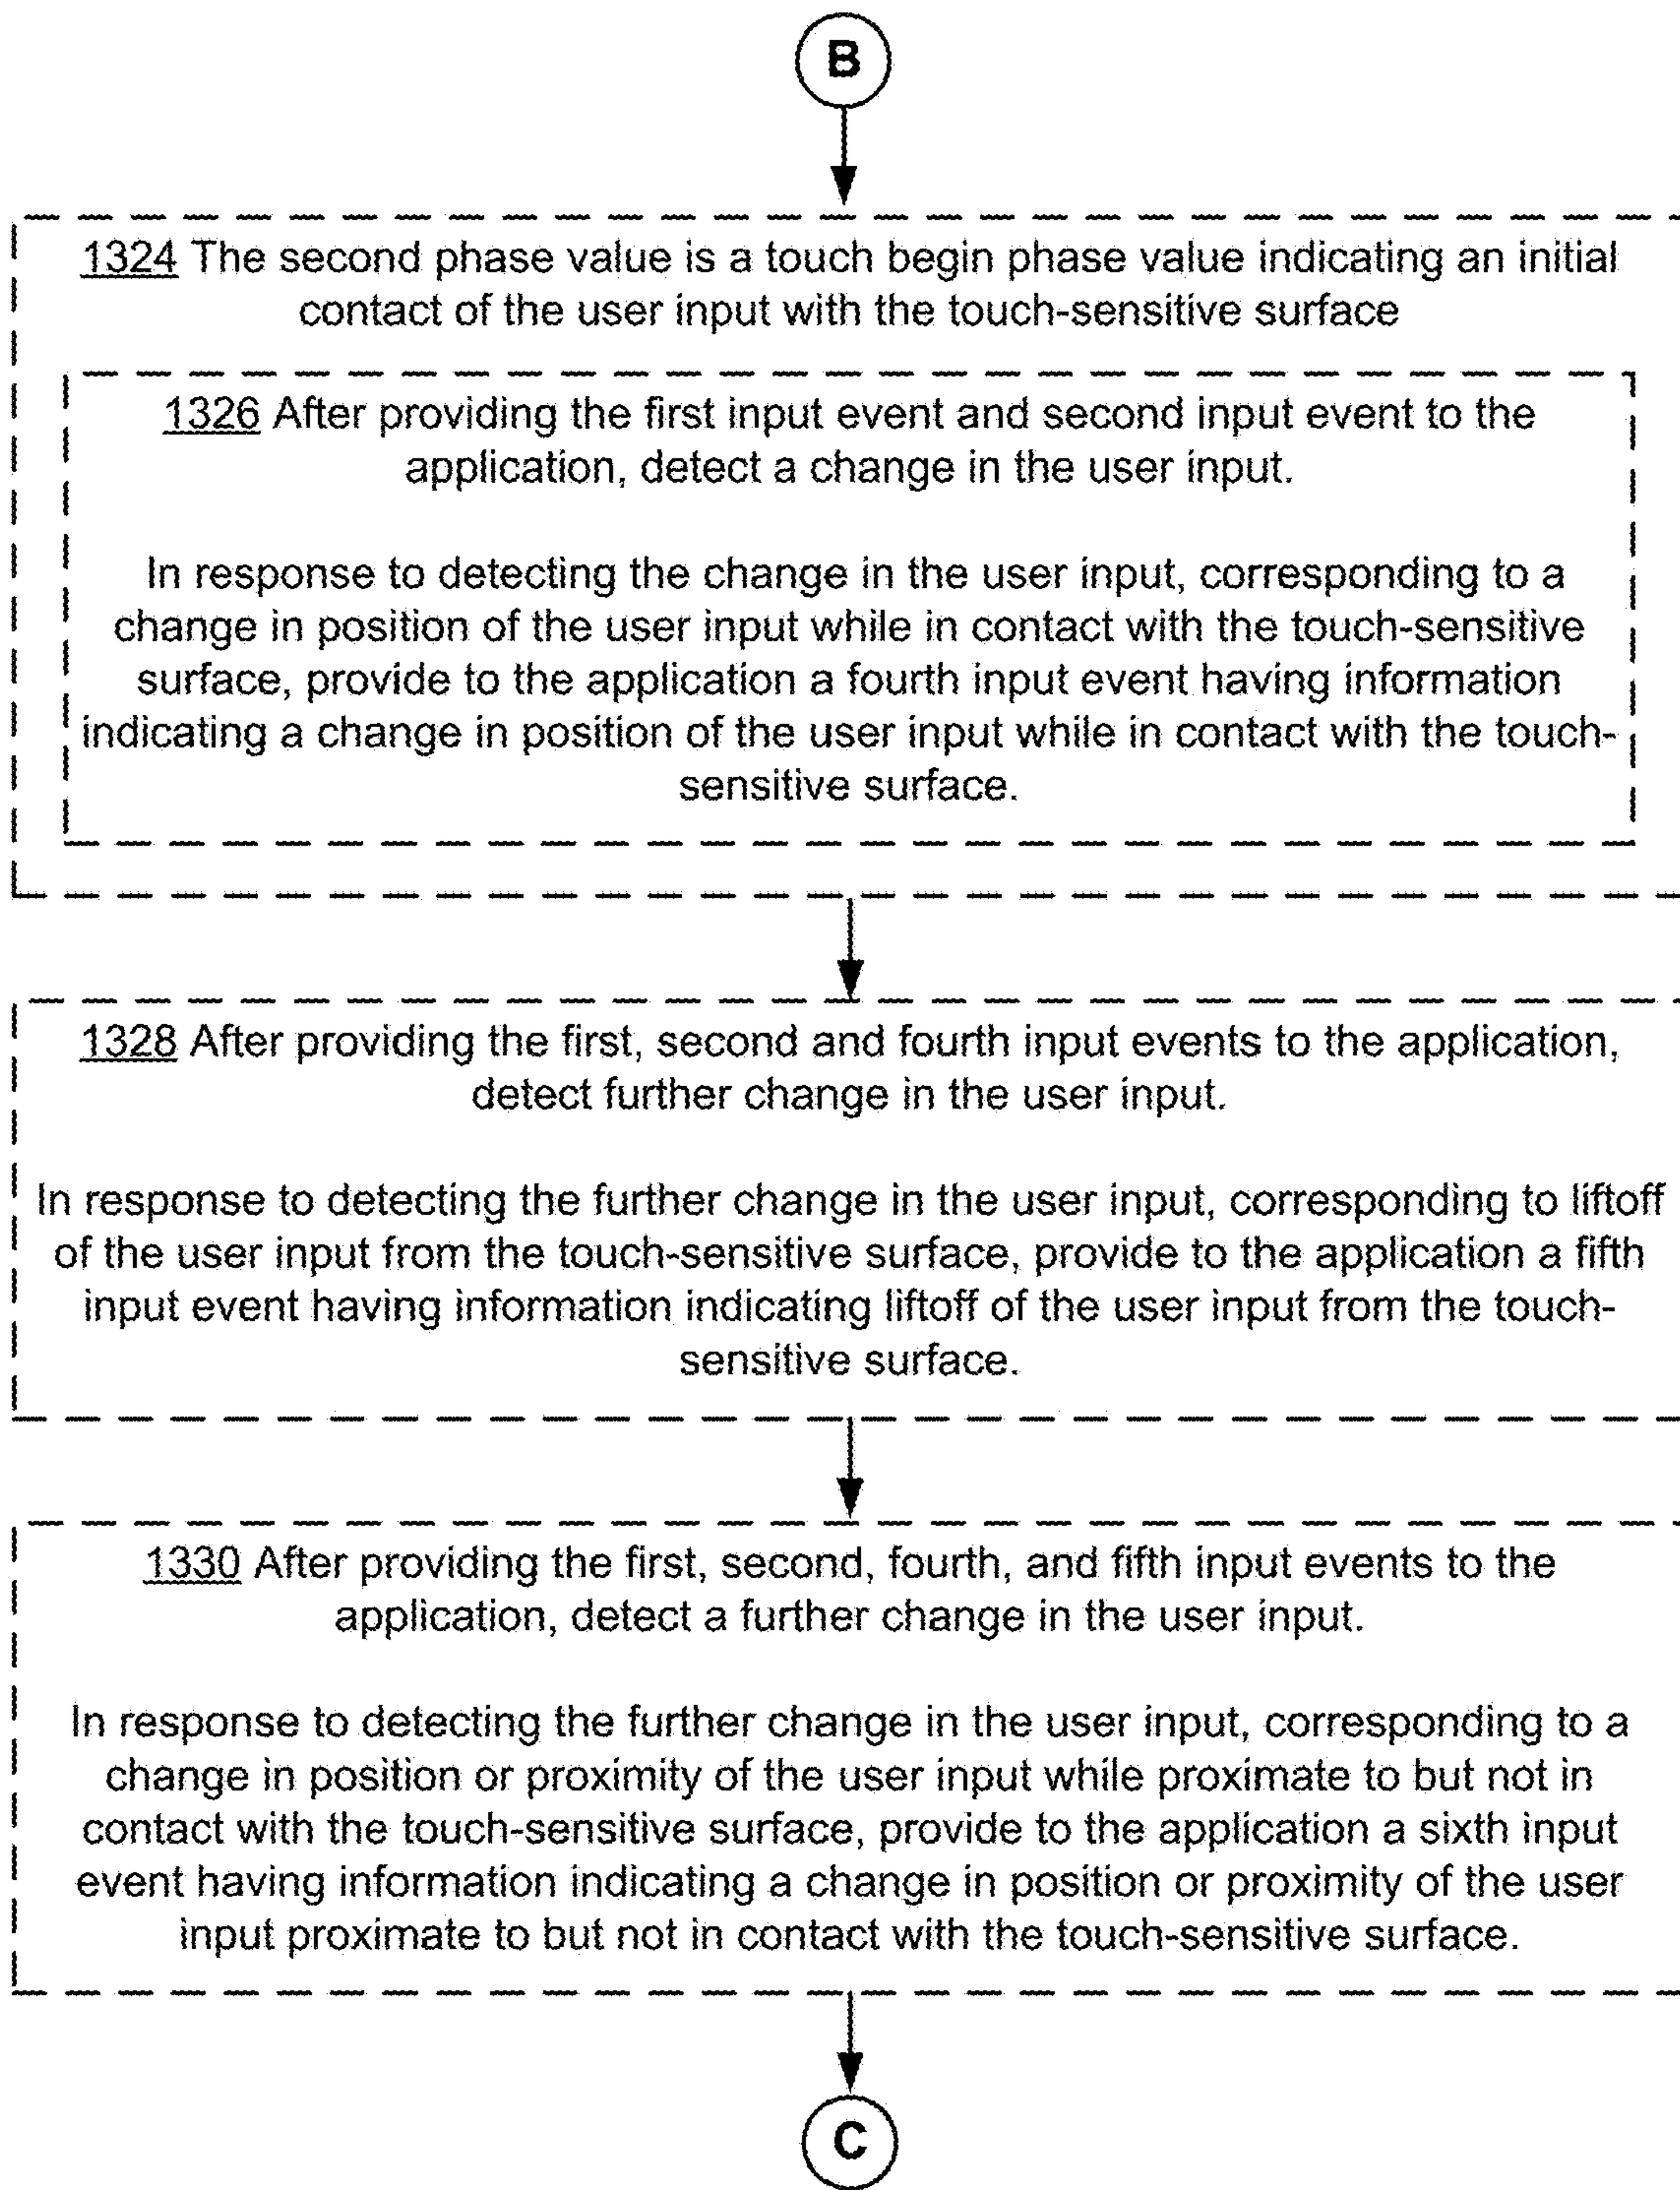 B
1324 The second phase value is a touch begin phase value indicating an initial
contact of the user input with the touch-sensitive surface
1326 After providing the first input event and second input event to the
application, detect a change in the user input.
In response to detecting the change in the user input, corresponding to a
change in position of the user input while in contact with the touch-sensitive
surface, provide to the application a fourth input event having information
indicating a change in position of the user input while in contact with the touch-
sensitive surface.
1328 After providing the first, second and fourth input events to the application,
detect further change in the user input.
In response to detecting the further change in the user input, corresponding to liftoff
of the user input from the touch-sensitive surface, provide to the application a fifth
input event having information indicating liftoff of the user input from the touch-
sensitive surface.
1330 After providing the first, second, fourth, and fifth input events to the
application, detect a further change in the user input.
In response to detecting the further change in the user input, corresponding to a
change in position or proximity of the user input while proximate to but not in
contact with the touch-sensitive surface, provide to the application a sixth input
event having information indicating a change in position or proximity of the user
input proximate to but not in contact with the touch-sensitive surface.
C